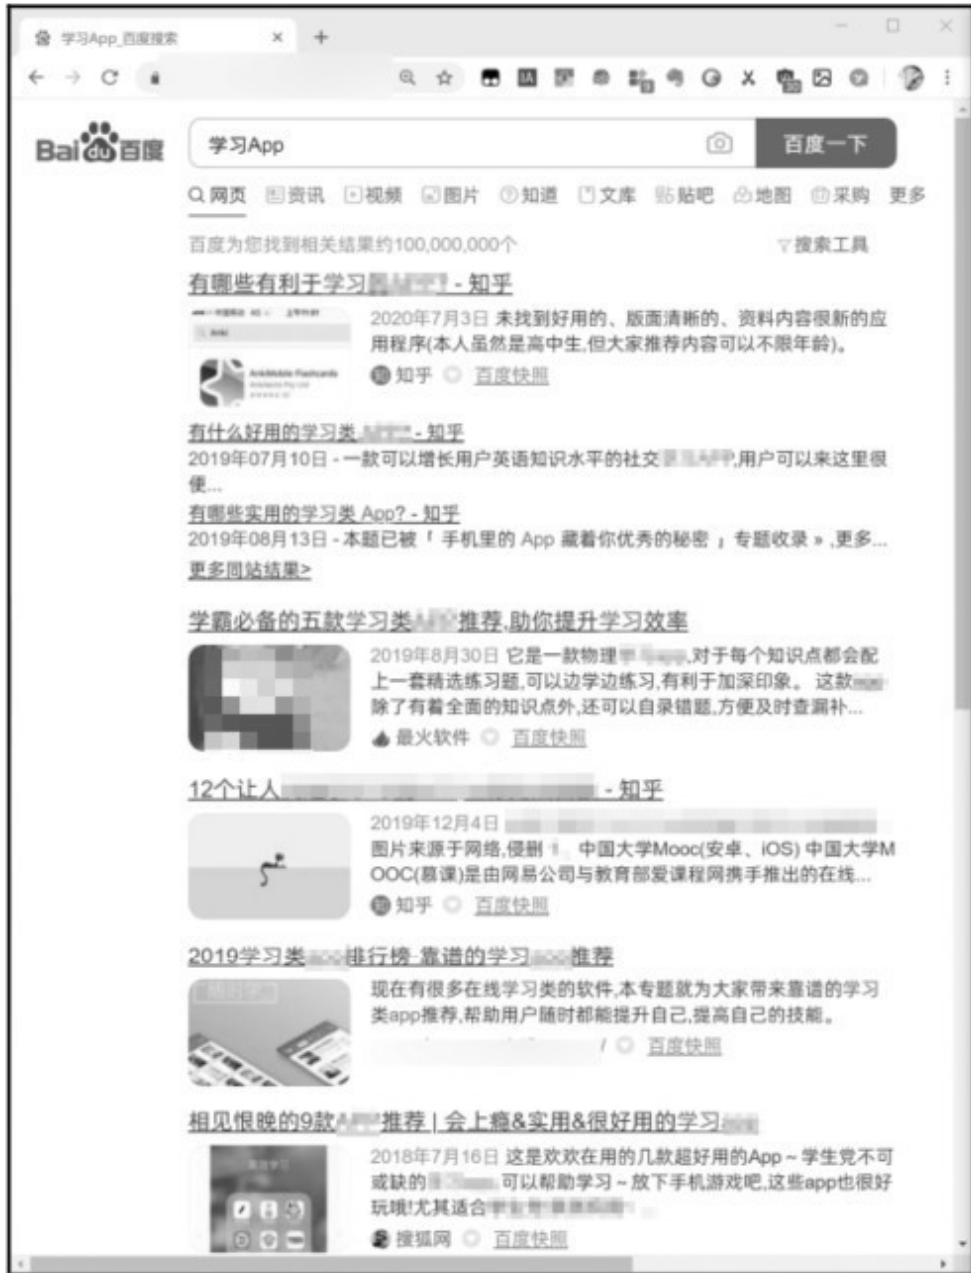 学习App_百度搜索
Bai du 百度
学习App
百度一下
网页 资讯 视频 图片 知道 文库 贴吧 地图 采购 更多
百度为您找到相关结果约100,000,000个
搜索工具
有哪些有利于学习 - 知乎
2020年7月3日 未找到好用的、版面清晰的、资料内容很新的应
用程序(本人虽然是高中生,但大家推荐内容可以不限年龄)。
知乎 百度快照
有什么好用的学习类 - 知乎
2019年07月10日 - 一款可以增长用户英语知识水平的社交 ,用户可以来这里很
便...
有哪些实用的学习类 App? - 知乎
2019年08月13日 - 本题已被「 手机里的 App 藏着你优秀的秘密 」专题收录 » ,更多...
更多同站结果>
学霸必备的五款学习类 推荐,助你提升学习效率
2019年8月30日 它是一款物理 ,对于每个知识点都会配
上一套精选练习题,可以边学边练习,有利于加深印象。 这款
除了有着全面的知识点外,还可以自录错题,方便及时查漏补...
最火软件 百度快照
12个让人 - 知乎
2019年12月4日
图片来源于网络,侵删 中国大学Mooc(安卓、iOS) 中国大学M
OOC(慕课)是由网易公司与教育部爱课程网携手推出的在线...
知乎 百度快照
2019学习类 排行榜-靠谱的学习 推荐
现在有很多在线学习类的软件,本专题就为大家带来靠谱的学习
类app推荐,帮助用户随时都能提升自己,提高自己的技能。
/ 百度快照
相见恨晚的9款 推荐 | 会上瘾&实用&很好用的学习
2018年7月16日 这是欢欢在用的几款超好用的App ~ 学生党不可
或缺的 可以帮助学习 ~ 放下手机游戏吧,这些app也很好
玩哦!尤其适合
搜狐网 百度快照